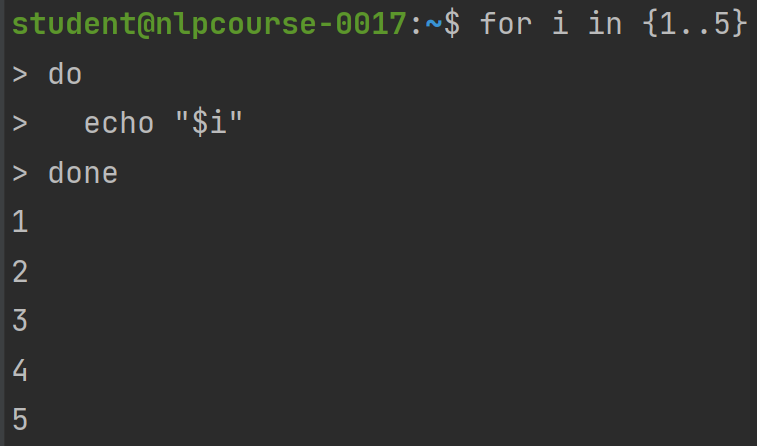 student@nlpcourse-0017:~$ for i in {1..5}
> do
>   echo "$i"
> done
1
2
3
4
5